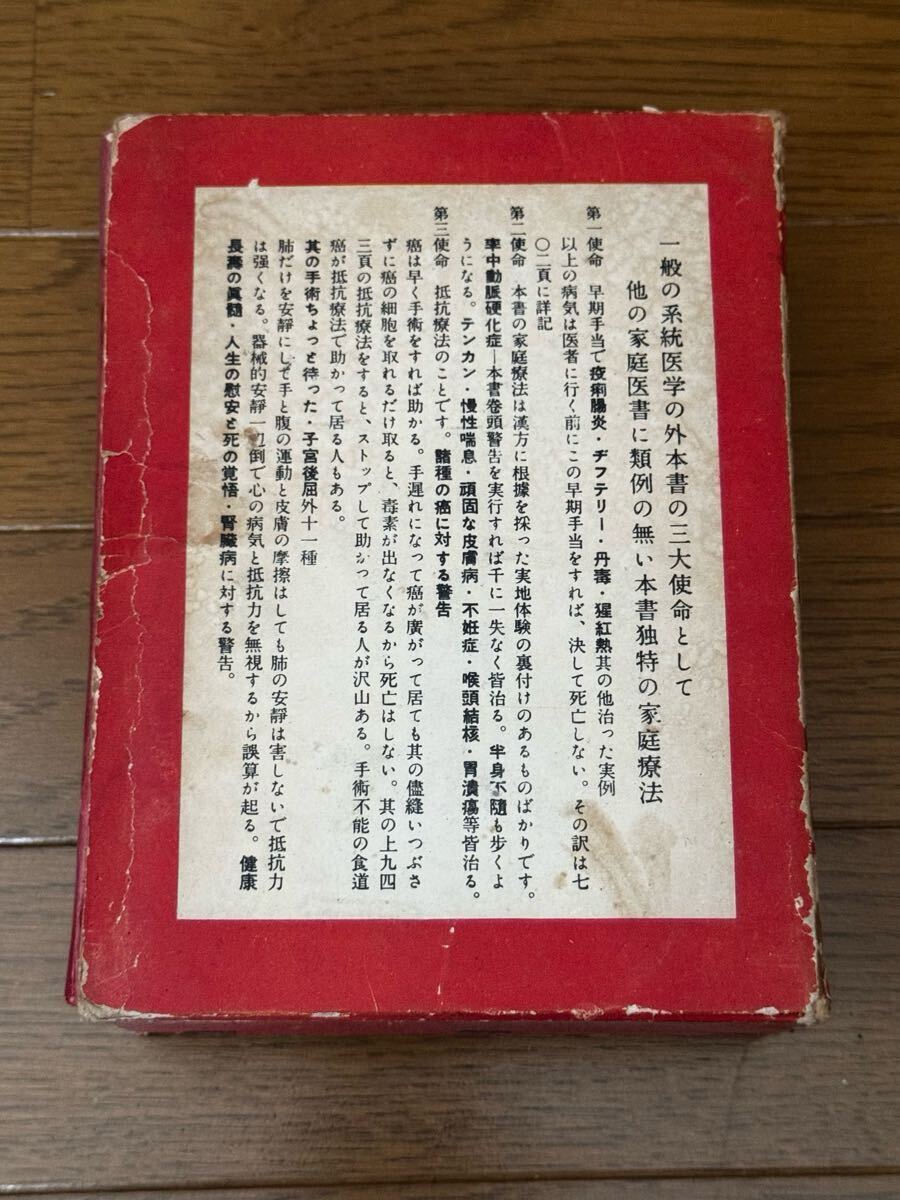 一般の系統医学の外本書の三大使命として
他の家庭医書に類例の無い本書独特の家庭療法
第一使命　早期手当で疫痢腸炎・ヂフテリー・丹毒・猩紅熱其の他治った実例
以上の病気は医者に行く前にこの早期手当をすれば、決して死亡しない。その訳は七
〇二頁に詳記
第二使命　本書の家庭療法は漢方に根拠を採った実地体験の裏付けのあるものばかりです。
卒中動脈硬化症―本書巻頭警告を実行すれば千に一失なく皆治る。半身不随も歩くよ
うになる。テンカン・慢性喘息・頑固な皮膚病・不妊症・喉頭結核・胃潰瘍等皆治る。
第三使命　抵抗療法のことです。諸種の癌に対する警告
癌は早く手術をすれば助かる。手遅れになって癌が廣がって居ても其の儘縫いつぶさ
ずに癌の細胞を取れるだけ取ると、毒素が出なくなるから死亡はしない。其の上九四
三頁の抵抗療法をすると、ストップして助かって居る人が沢山ある。手術不能の食道
癌が抵抗療法で助かって居る人もある。
其の手術ちょっと待った・子宮後屈外十一種
肺だけを安靜にして手と腹の運動と皮膚の摩擦はしても肺の安靜は害しないで抵抗力
は强くなる。器械的安靜一刀倒で心の病気と抵抗力を無視するから誤算が起る。健康
長壽の眞髄・人生の慰安と死の覚悟・腎臓病に対する警告。